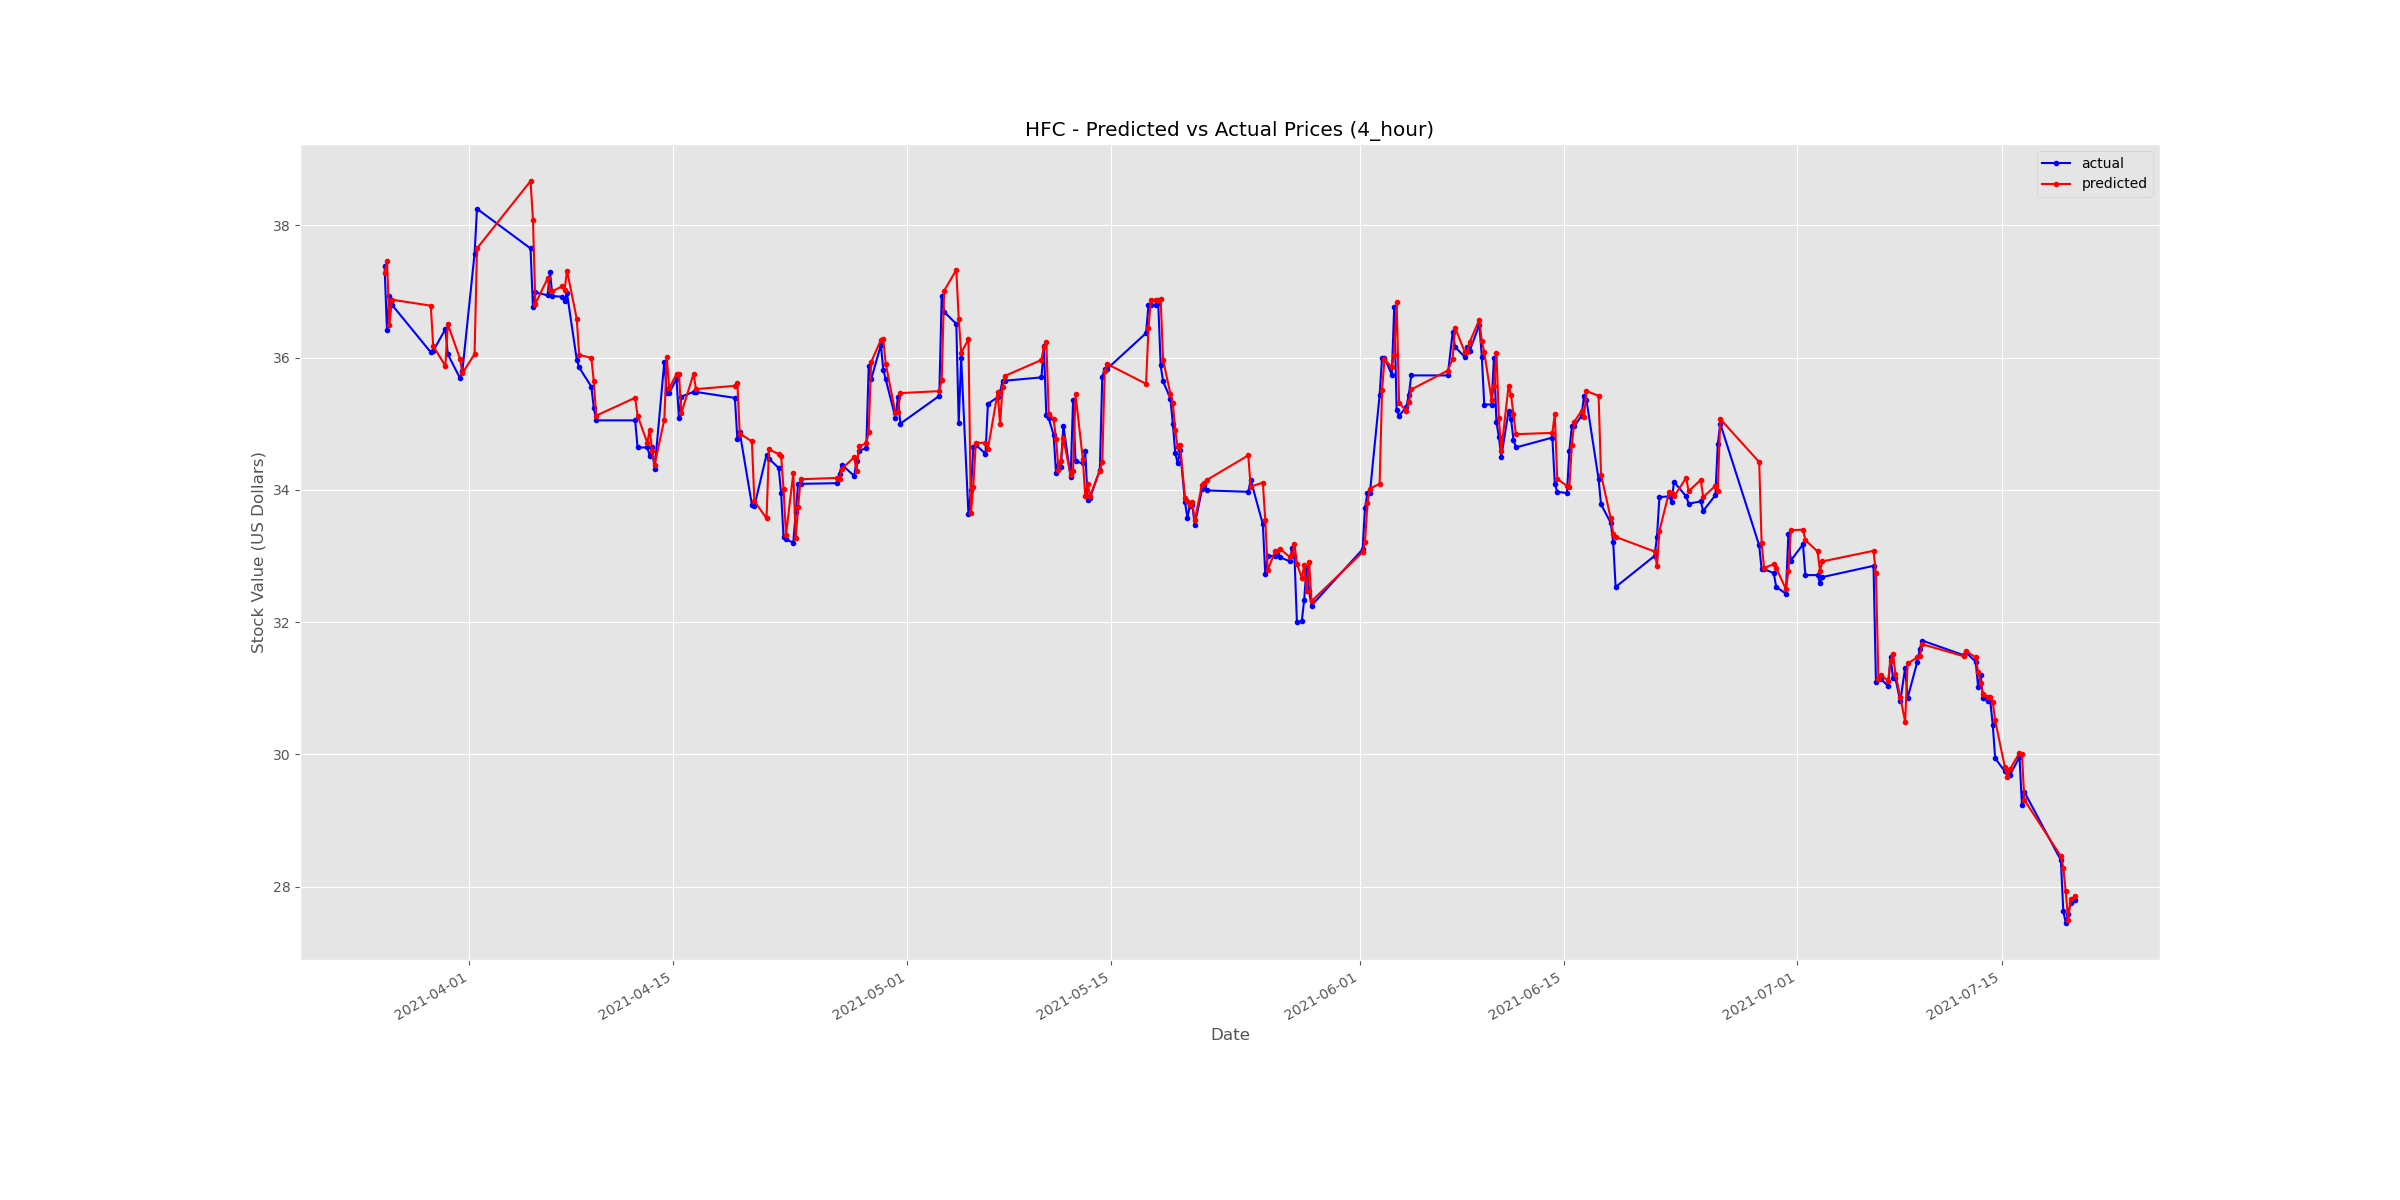 HFC - Predicted vs Actual Prices (4_hour)
actual
predicted
Stock Value (US Dollars)
38
36
34
32
30
28
2021-04-01
2021-04-15
2021-05-01
2021-05-15
2021-06-01
2021-06-15
2021-07-01
2021-07-15
Date